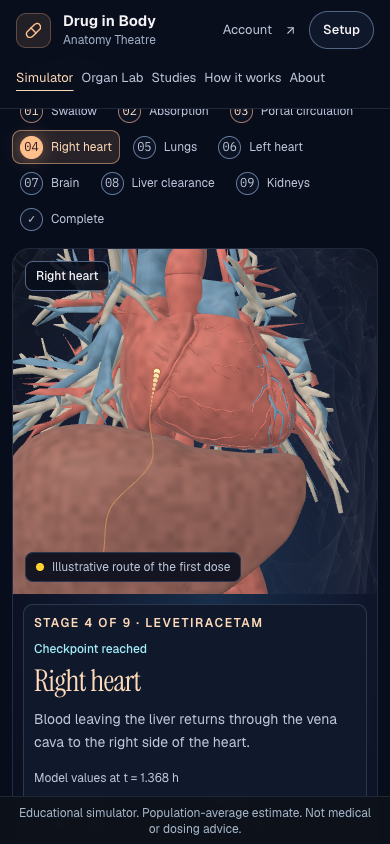 Drug in Body
Anatomy Theatre
Account ↗ Setup
Simulator Organ Lab Studies How it works About
01 Swallow 02 Absorption 03 Portal circulation
04 Right heart 05 Lungs 06 Left heart
07 Brain 08 Liver clearance 09 Kidneys
✓ Complete
Right heart
Illustrative route of the first dose
STAGE 4 OF 9 · LEVETIRACETAM
Checkpoint reached
Right heart
Blood leaving the liver returns through the vena
cava to the right side of the heart.
Model values at t = 1.368 h
Educational simulator. Population-average estimate. Not medical
or dosing advice.